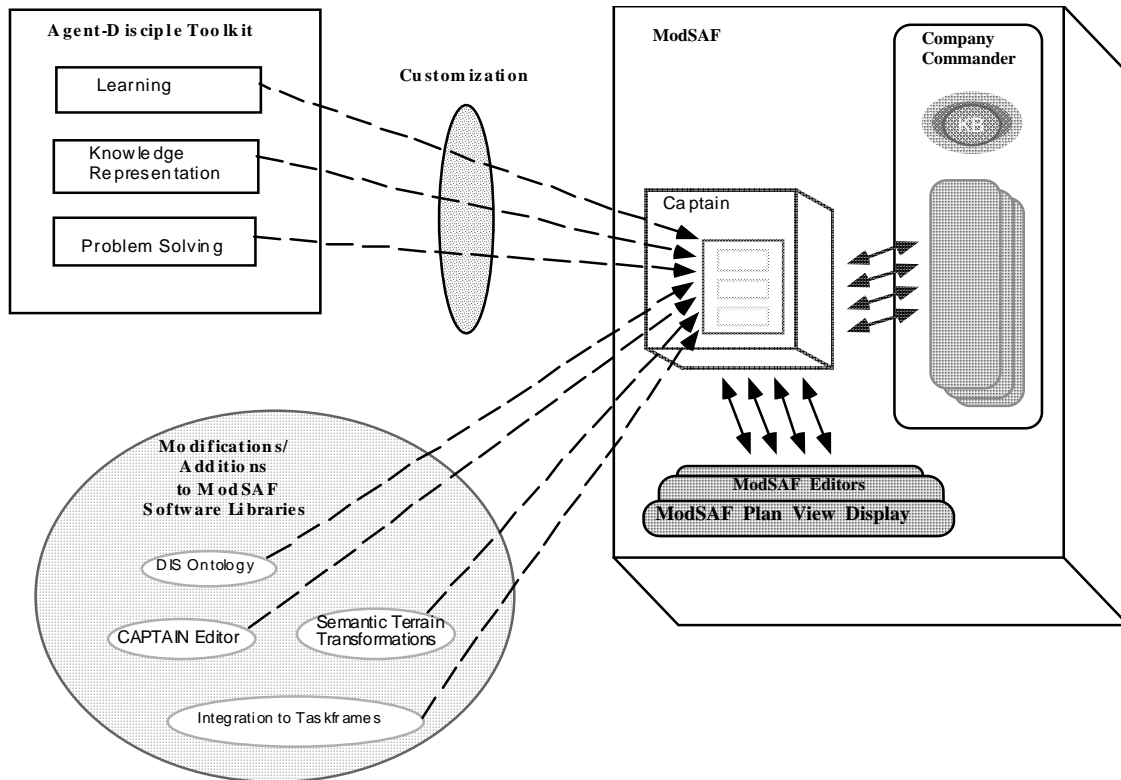 Agent-Disciple Toolkit
Learning
Knowledge
Representation
Problem Solving
Customization
ModSAF
Company
Commander
KB
Captain
ModSAF Editors
ModSAF Plan View Display
Modifications/
Additions
to ModSAF
Software Libraries
DIS Ontology
CAPTAIN Editor
Semantic Terrain
Transformations
Integration to Taskframes